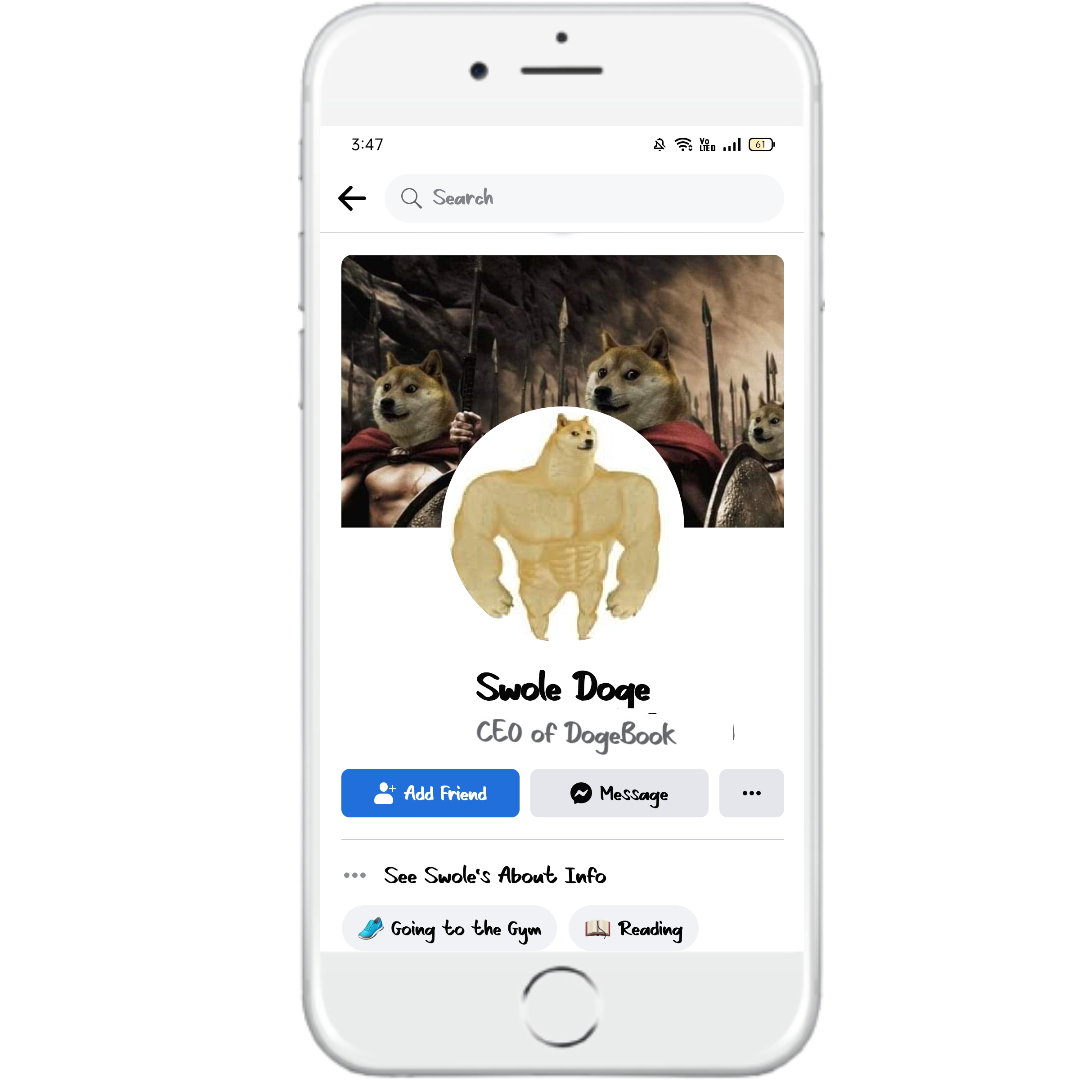 3:47
Vo
LTE
61
Search
Swole Doge
CEO of DogeBook
Add Friend
Message
See Swole's About Info
Going to the Gym
Reading